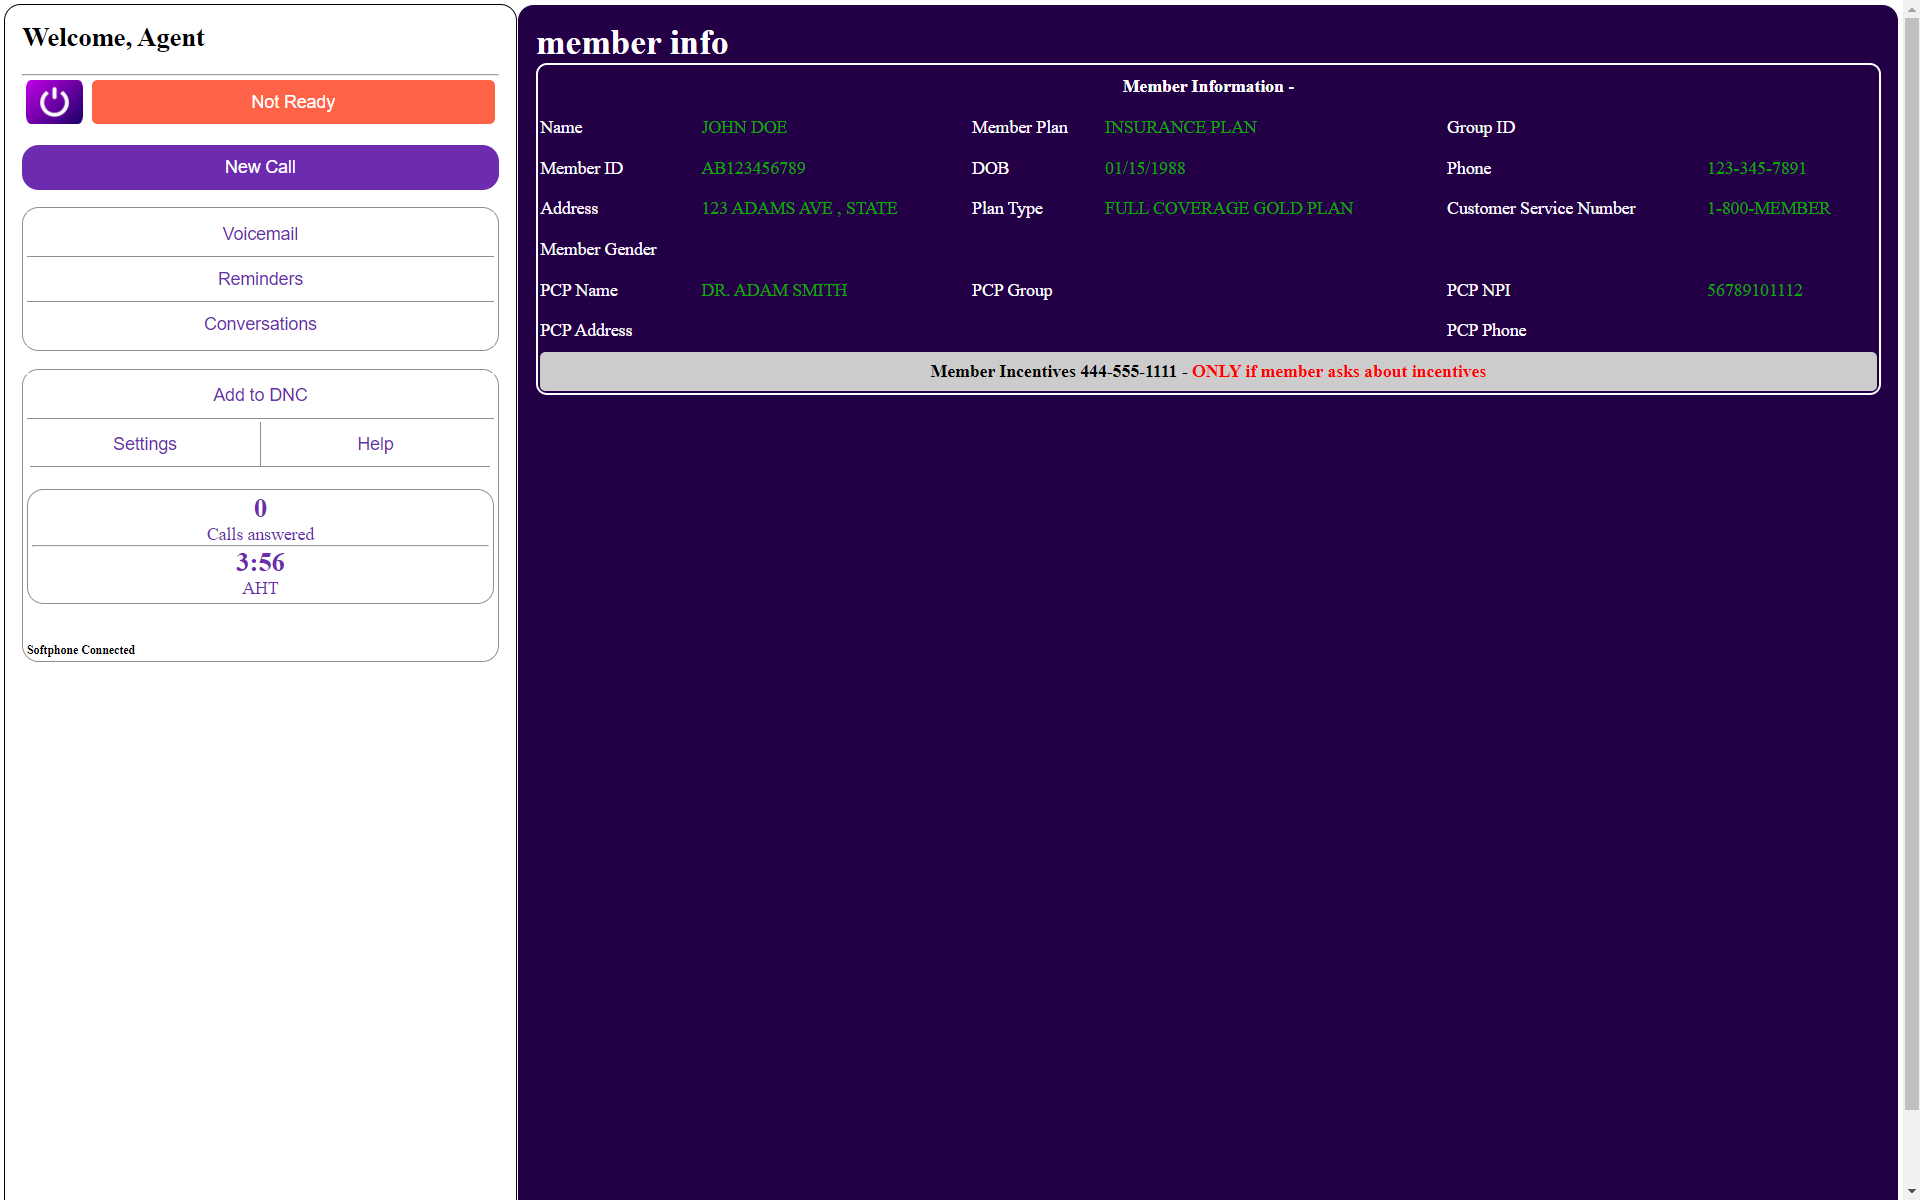 Welcome, Agent
Not Ready
New Call
Voicemail
Reminders
Conversations
Add to DNC
Settings Help
0
Calls answered
3:56
AHT
Softphone Connected
member info
Member Information -
Name JOHN DOE Member Plan INSURANCE PLAN Group ID
Member ID AB123456789 DOB 01/15/1988 Phone 123-345-7891
Address 123 ADAMS AVE , STATE Plan Type FULL COVERAGE GOLD PLAN Customer Service Number 1-800-MEMBER
Member Gender
PCP Name DR. ADAM SMITH PCP Group PCP NPI 56789101112
PCP Address PCP Phone
Member Incentives 444-555-1111 - ONLY if member asks about incentives